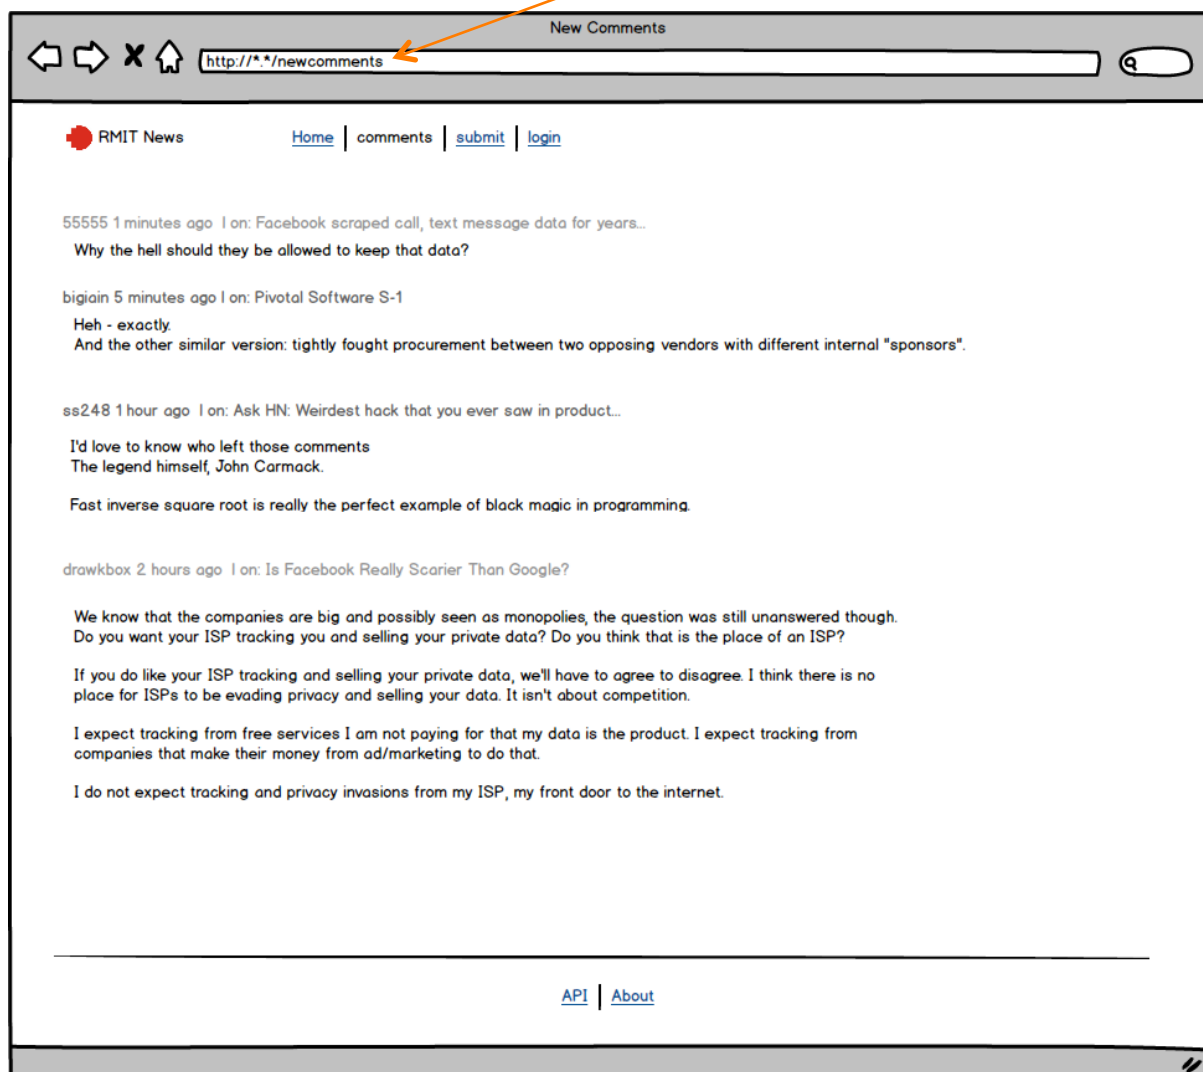 New Comments
http://*.*/newcomments
RMIT News
Home | comments | submit | login
55555 1 minutes ago | on: Facebook scraped call, text message data for years...
Why the hell should they be allowed to keep that data?
bigiain 5 minutes ago | on: Pivotal Software S-1
Heh - exactly.
And the other similar version: tightly fought procurement between two opposing vendors with different internal "sponsors".
ss248 1 hour ago | on: Ask HN: Weirdest hack that you ever saw in product...
I'd love to know who left those comments
The legend himself, John Carmack.
Fast inverse square root is really the perfect example of black magic in programming.
drawkbox 2 hours ago | on: Is Facebook Really Scarier Than Google?
We know that the companies are big and possibly seen as monopolies, the question was still unanswered though.
Do you want your ISP tracking you and selling your private data? Do you think that is the place of an ISP?
If you do like your ISP tracking and selling your private data, we'll have to agree to disagree. I think there is no
place for ISPs to be evading privacy and selling your data. It isn't about competition.
I expect tracking from free services I am not paying for that my data is the product. I expect tracking from
companies that make their money from ad/marketing to do that.
I do not expect tracking and privacy invasions from my ISP, my front door to the internet.
API | About